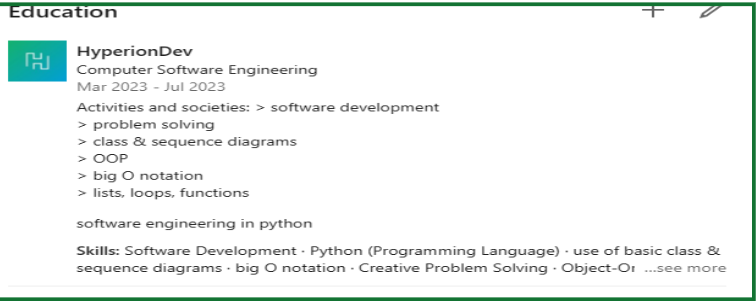 Education
HyperionDev
Computer Software Engineering
Mar 2023 - Jul 2023
Activities and societies: > software development
> problem solving
> class & sequence diagrams
> OOP
> big O notation
> lists, loops, functions
software engineering in python
Skills: Software Development · Python (Programming Language) · use of basic class &
sequence diagrams · big O notation · Creative Problem Solving · Object-Or ...see more